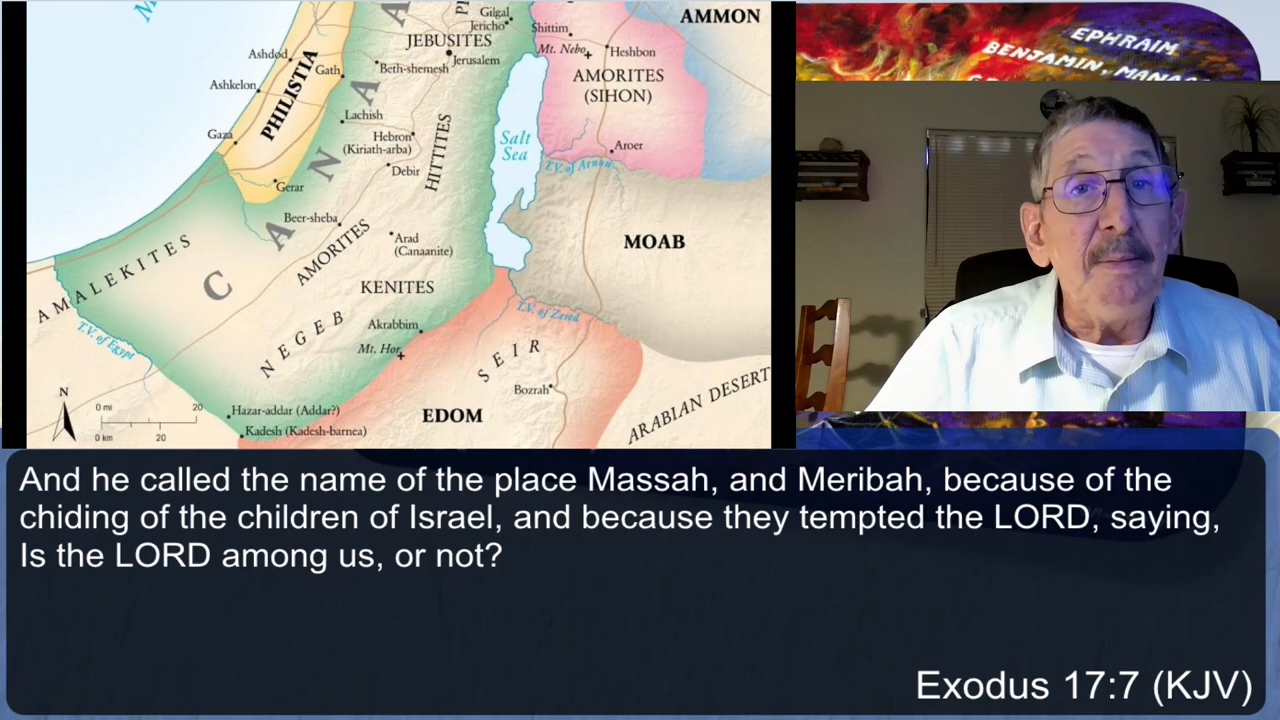 AMMON
Gilgal
Jericho
Shittim
JEBUSITES
Mt. Nebo
Heshbon
Ashdod
Gath
Beth-shemesh
Jerusalem
AMORITES
(SIHON)
Ashkelon
PHILISTIA
Lachish
Salt
Sea
Gaza
Hebron
(Kiriath-arba)
HITTITES
Aroer
T.V. of Arnon
Debir
Gerar
Beer-sheba
AMORITES
Arad
(Canaanite)
MOAB
AMALEKITES
C A N A A
KENITES
T.V. of Egypt
NEGEB
Akrabbim
T.V. of Zered
Mt. Hor
SEIR
Bozrah
ARABIAN DESERT
N
0 mi 20
0 km 20
Hazar-addar (Addar?)
EDOM
Kadesh (Kadesh-barnea)
EPHRAIM
BENJAMIN, MANAS
And he called the name of the place Massah, and Meribah, because of the
chiding of the children of Israel, and because they tempted the LORD, saying,
Is the LORD among us, or not?
Exodus 17:7 (KJV)